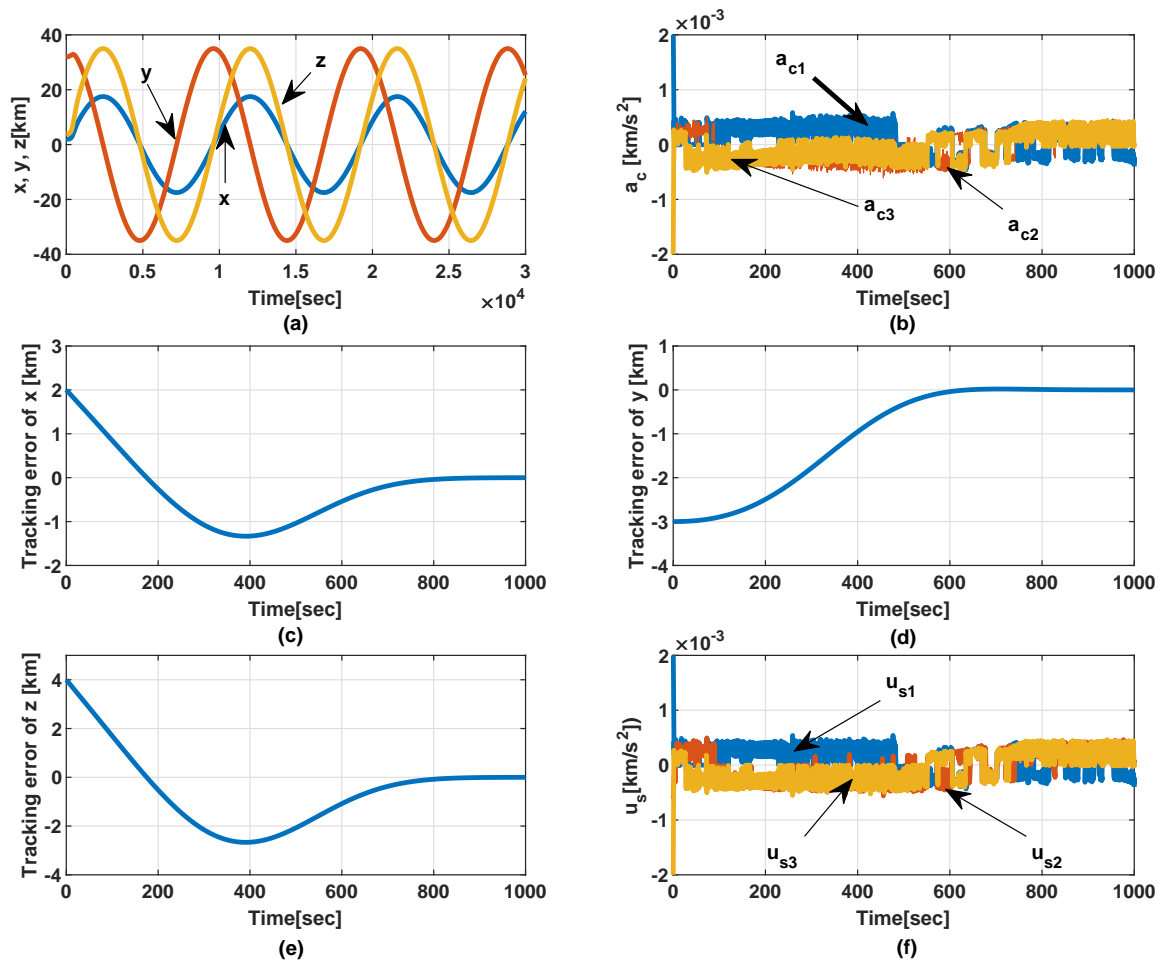 x, y, z[km]
40
20
0
-20
-40
y
z
x
0 0.5 1 1.5 2 2.5 3
Time[sec]
×10^4
(a)
×10^-3
a_c [km/s^2]
2
1
0
-1
-2
a_c1
a_c3
a_c2
0 200 400 600 800 1000
Time[sec]
(b)
Tracking error of x [km]
3
2
1
0
-1
-2
0 200 400 600 800 1000
Time[sec]
(c)
Tracking error of y [km]
1
0
-1
-2
-3
-4
0 200 400 600 800 1000
Time[sec]
(d)
Tracking error of z [km]
4
2
0
-2
-4
0 200 400 600 800 1000
Time[sec]
(e)
×10^-3
u_s[km/s^2])
2
1
0
-1
-2
u_s1
u_s3
u_s2
0 200 400 600 800 1000
Time[sec]
(f)